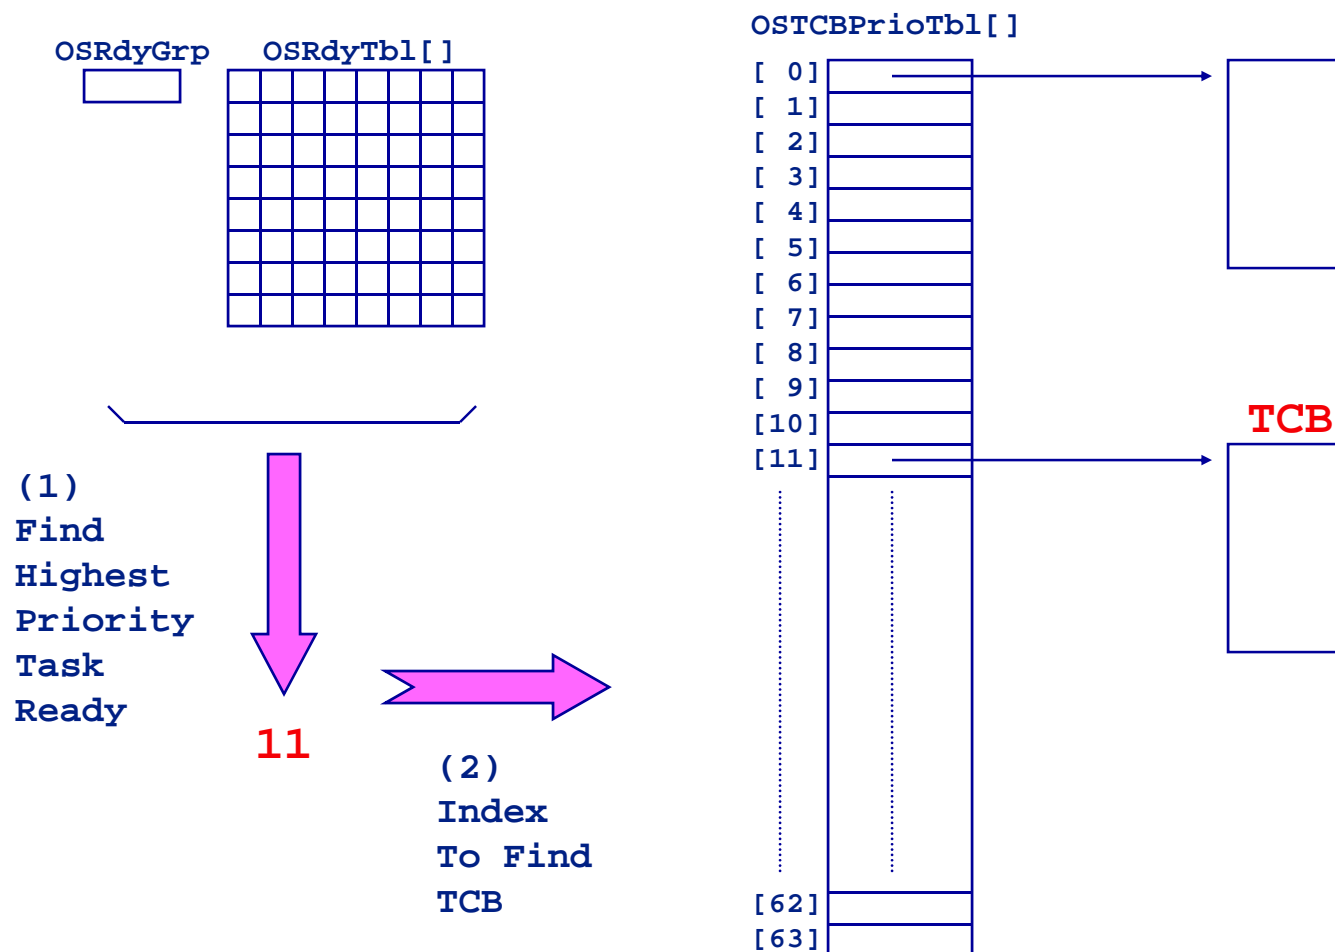 OSRdyGrp
OSRdyTbl[]
(1)
Find
Highest
Priority
Task
Ready
11
(2)
Index
To Find
TCB
OSTCBPrioTbl[]
[ 0]
[ 1]
[ 2]
[ 3]
[ 4]
[ 5]
[ 6]
[ 7]
[ 8]
[ 9]
[10]
[11]
[62]
[63]
TCB